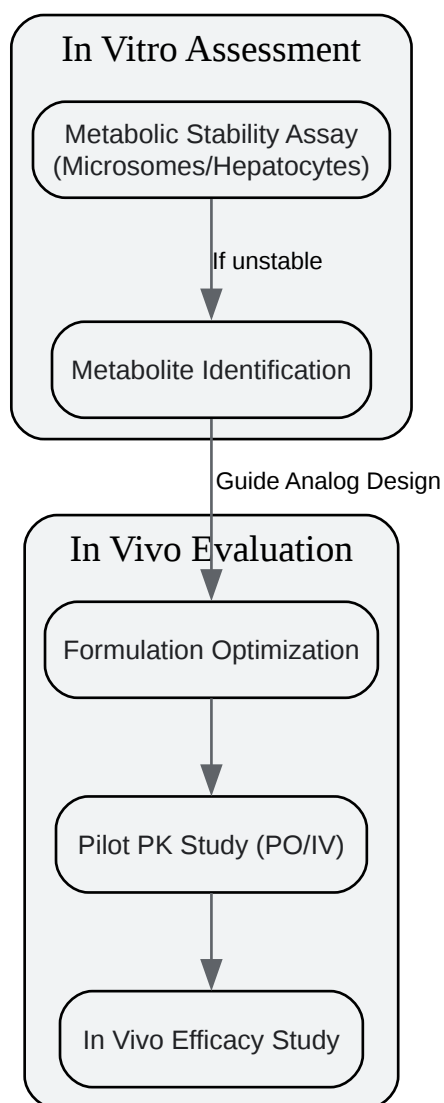 In Vitro Assessment
Metabolic Stability Assay
(Microsomes/Hepatocytes)
If unstable
Metabolite Identification
Guide Analog Design
In Vivo Evaluation
Formulation Optimization
Pilot PK Study (PO/IV)
In Vivo Efficacy Study